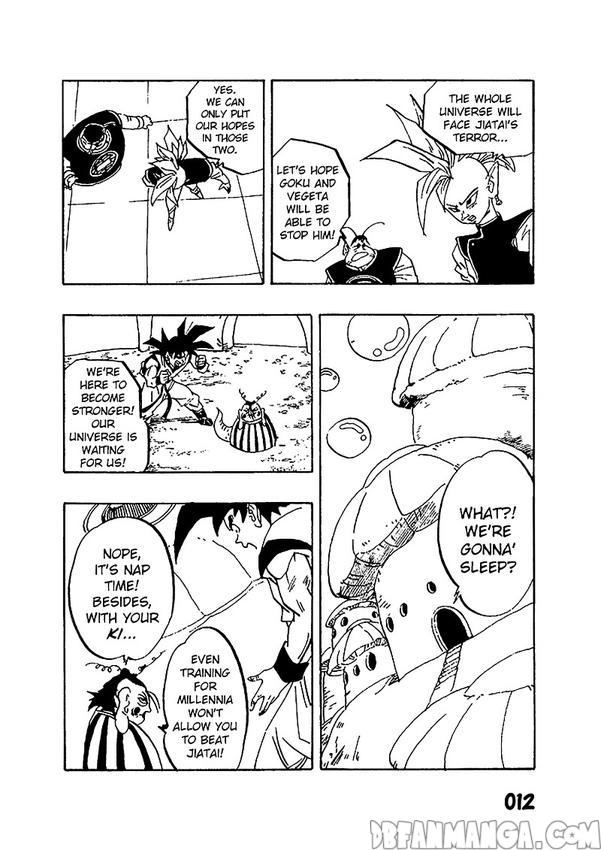 THE WHOLE
UNIVERSE WILL
FACE JIATAI'S
TERROR...
LET'S HOPE
GOKU AND
VEGETA
WILL BE
ABLE TO
STOP HIM!
YES.
WE CAN
ONLY PUT
OUR HOPES
IN THOSE
TWO.
WHAT?!
WE'RE
GONNA'
SLEEP?
WE'RE
HERE TO
BECOME
STRONGER!
OUR
UNIVERSE IS
WAITING
FOR US!
NOPE,
IT'S NAP
TIME!
BESIDES,
WITH YOUR
KI...
EVEN
TRAINING
FOR
MILLENNIA
WON'T
ALLOW YOU
TO BEAT
JIATAI!
012
DBFANMANGA.COM